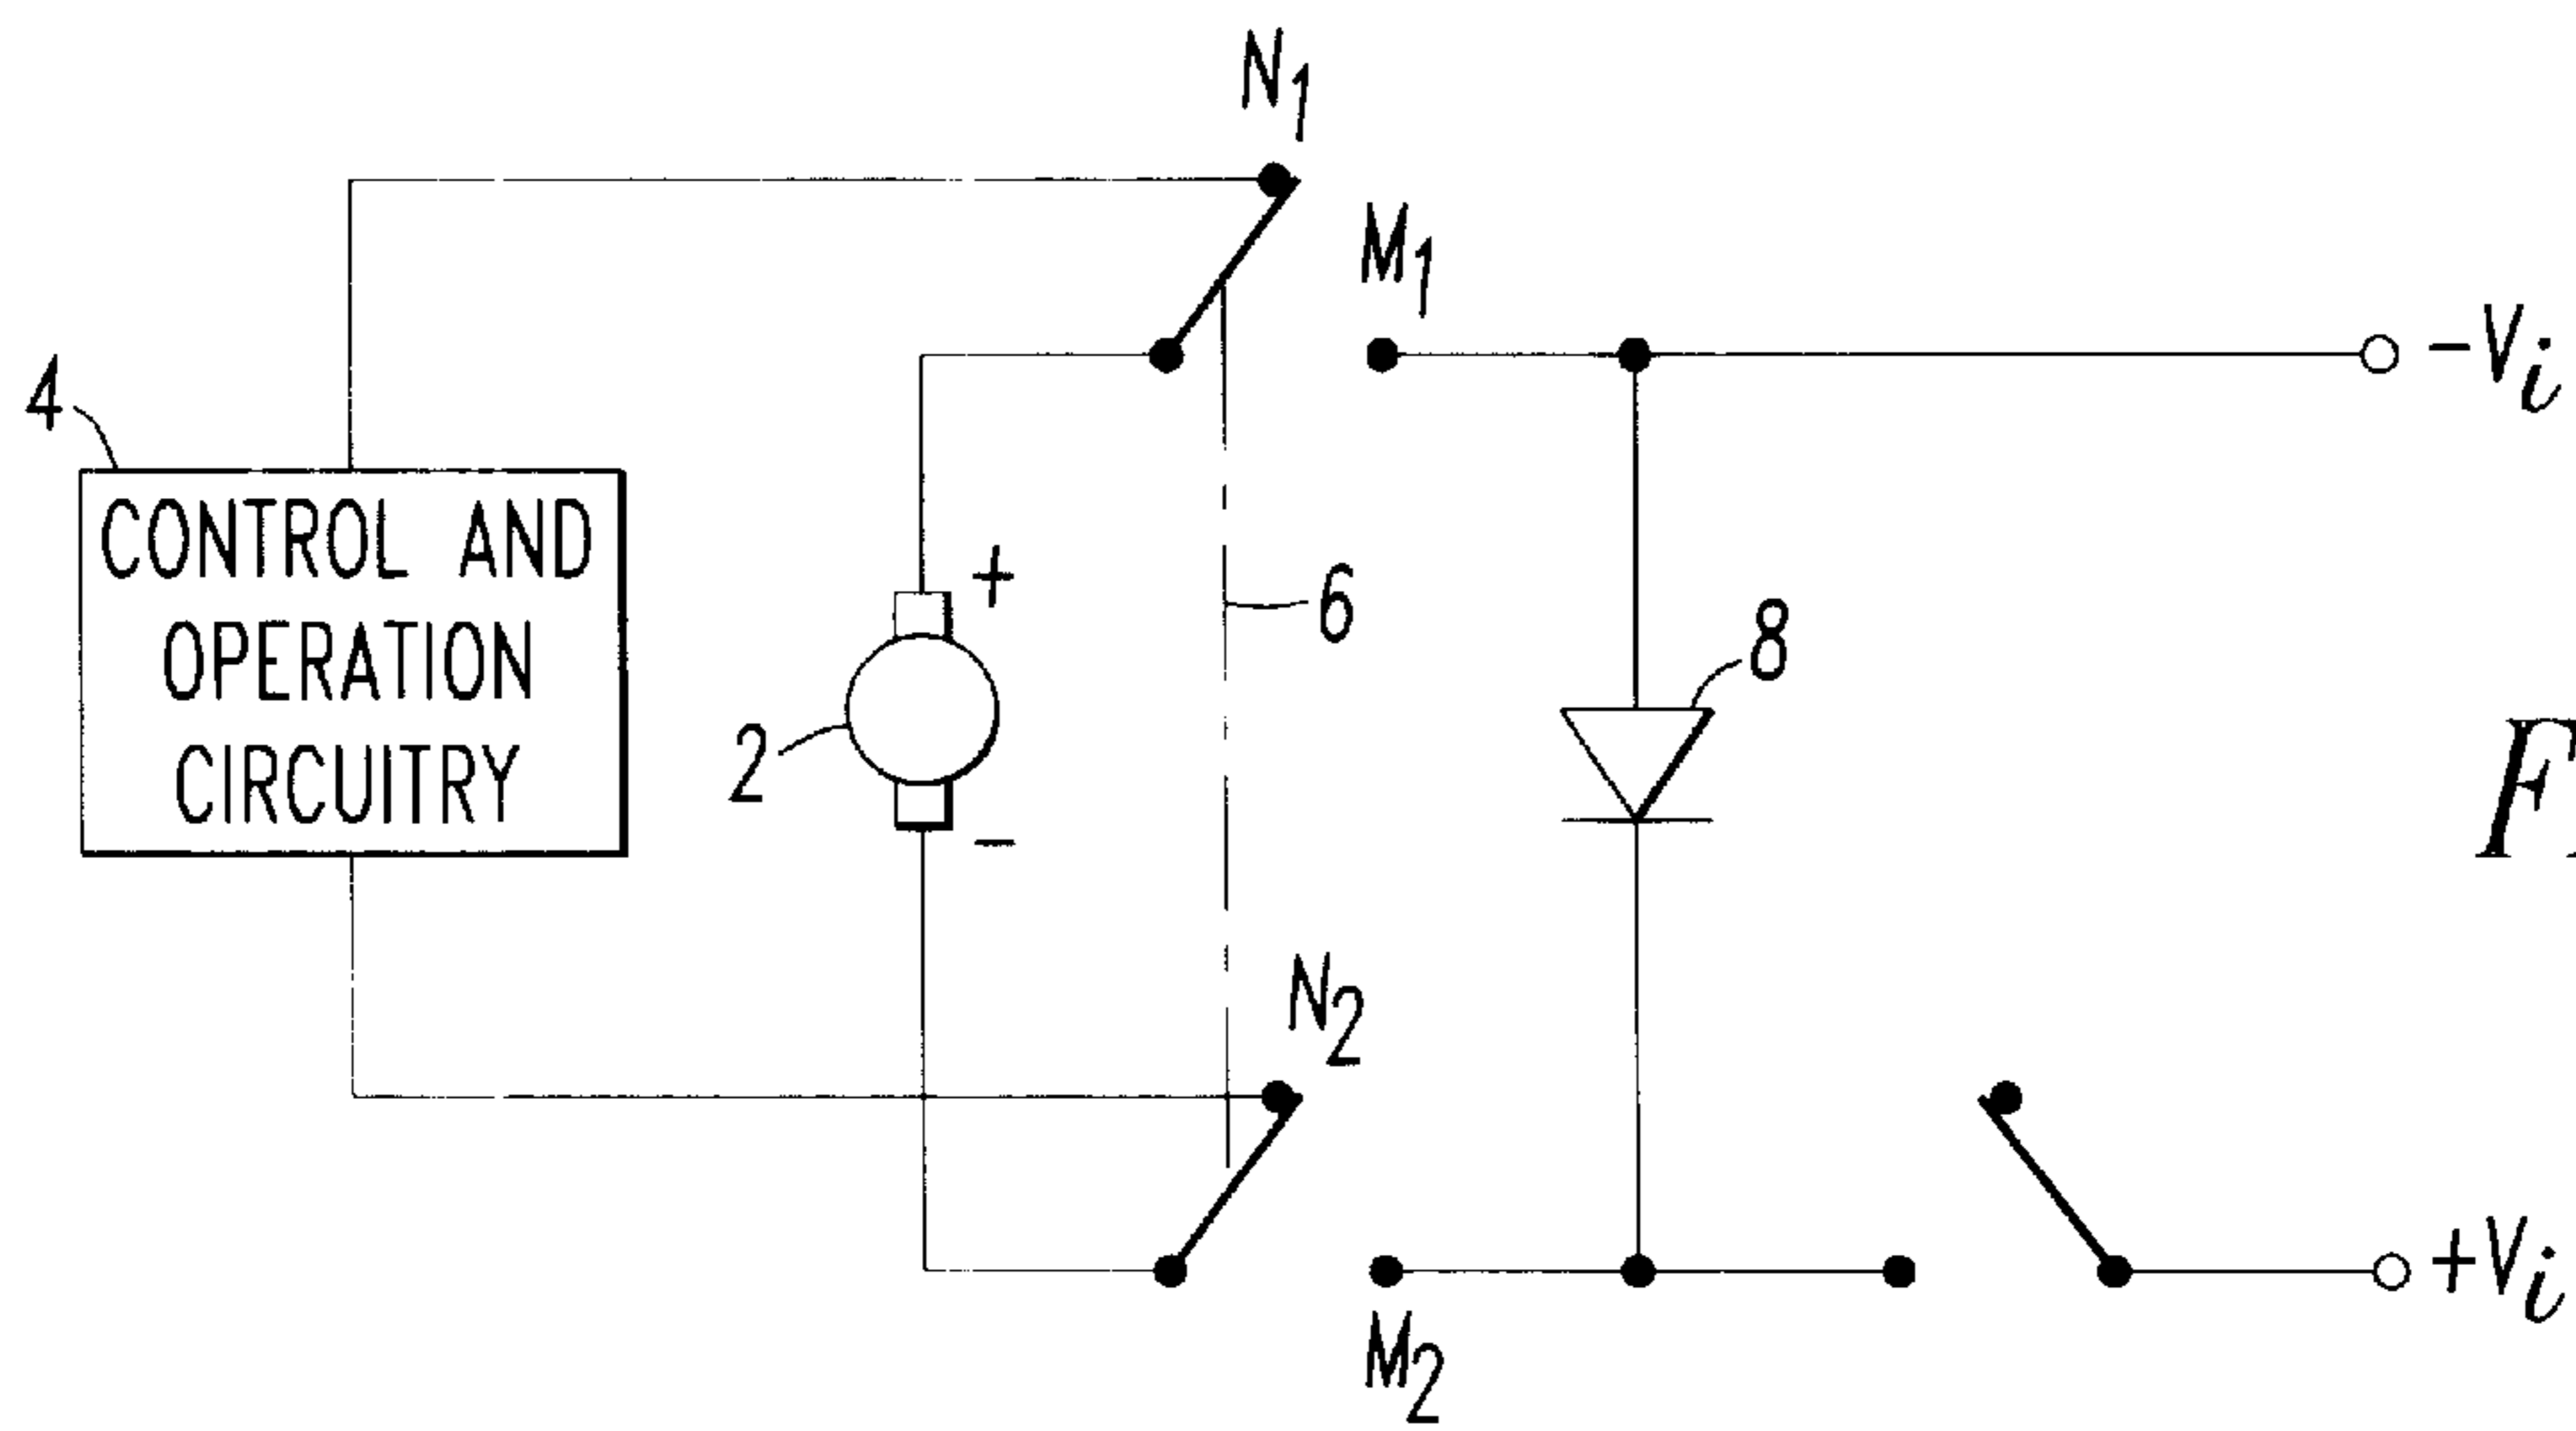 N1
M1
-Vi
4
CONTROL AND
OPERATION
CIRCUITRY
+
6
8
2
-
F
N2
+Vi
M2